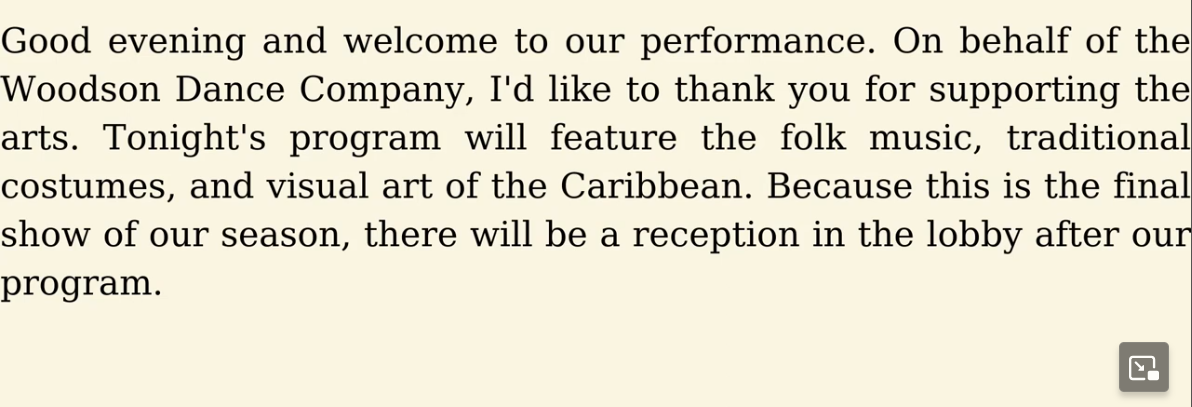 Good evening and welcome to our performance. On behalf of the
Woodson Dance Company, I'd like to thank you for supporting the
arts. Tonight's program will feature the folk music, traditional
costumes, and visual art of the Caribbean. Because this is the final
show of our season, there will be a reception in the lobby after our
program.